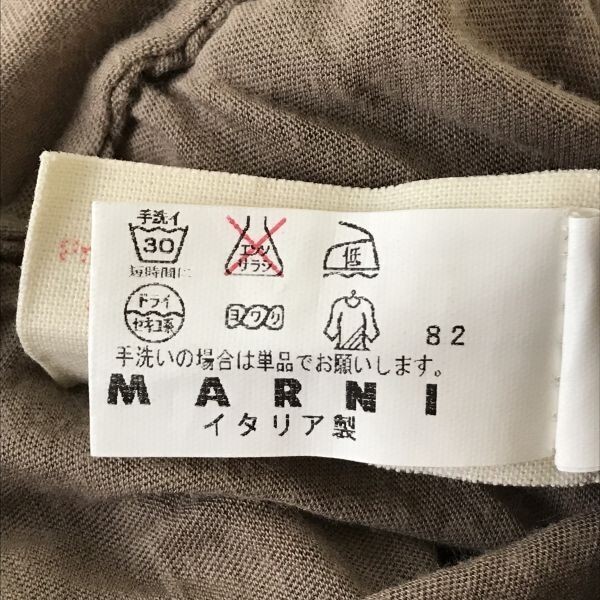 手洗イ
30
短時間に
エンソ
サラシ
低
ドライ
セキユ系
ヨワク
82
手洗いの場合は単品でお願いします。
MARNI
イタリア製